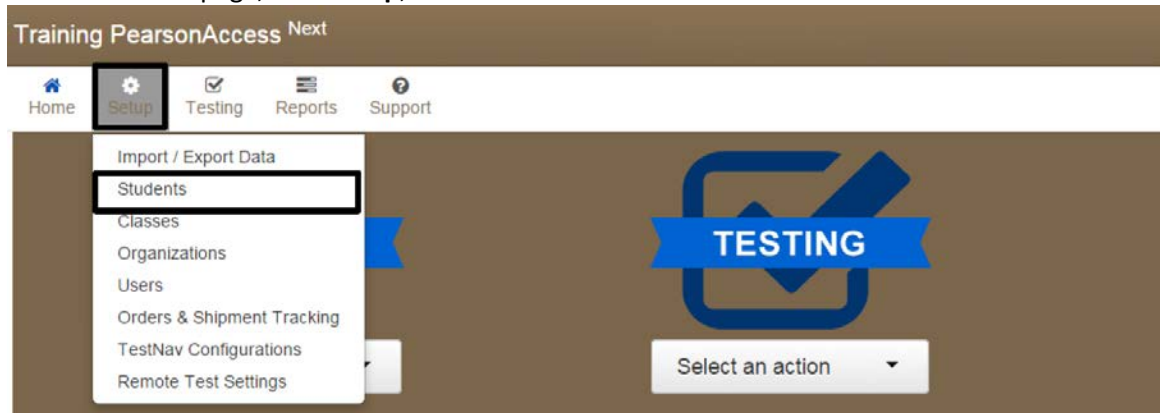 Training PearsonAccess Next
Home Setup Testing Reports Support
Import / Export Data
Students
Classes
Organizations
Users
Orders & Shipment Tracking
TestNav Configurations
Remote Test Settings
TESTING
Select an action